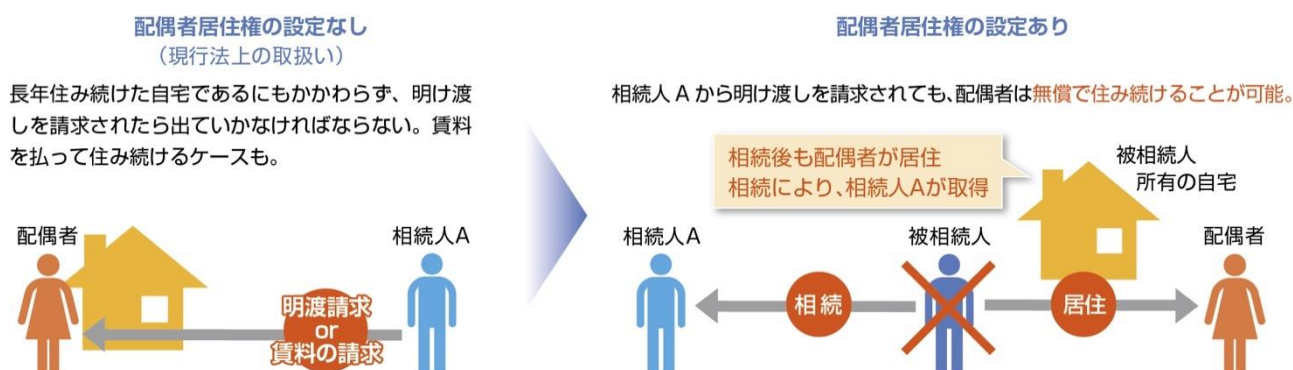 配偶者居住権の設定なし
（現行法上の取扱い）
長年住み続けた自宅であるにもかかわらず、明け渡
しを請求されたら出ていかなければならない。賃料
を払って住み続けるケースも。
配偶者
相続人A
明渡請求
or
賃料の請求
配偶者居住権の設定あり
相続人 A から明け渡しを請求されても、配偶者は無償で住み続けることが可能。
相続後も配偶者が居住
相続により、相続人Aが取得
被相続人
所有の自宅
相続人A
被相続人
配偶者
相続
居住